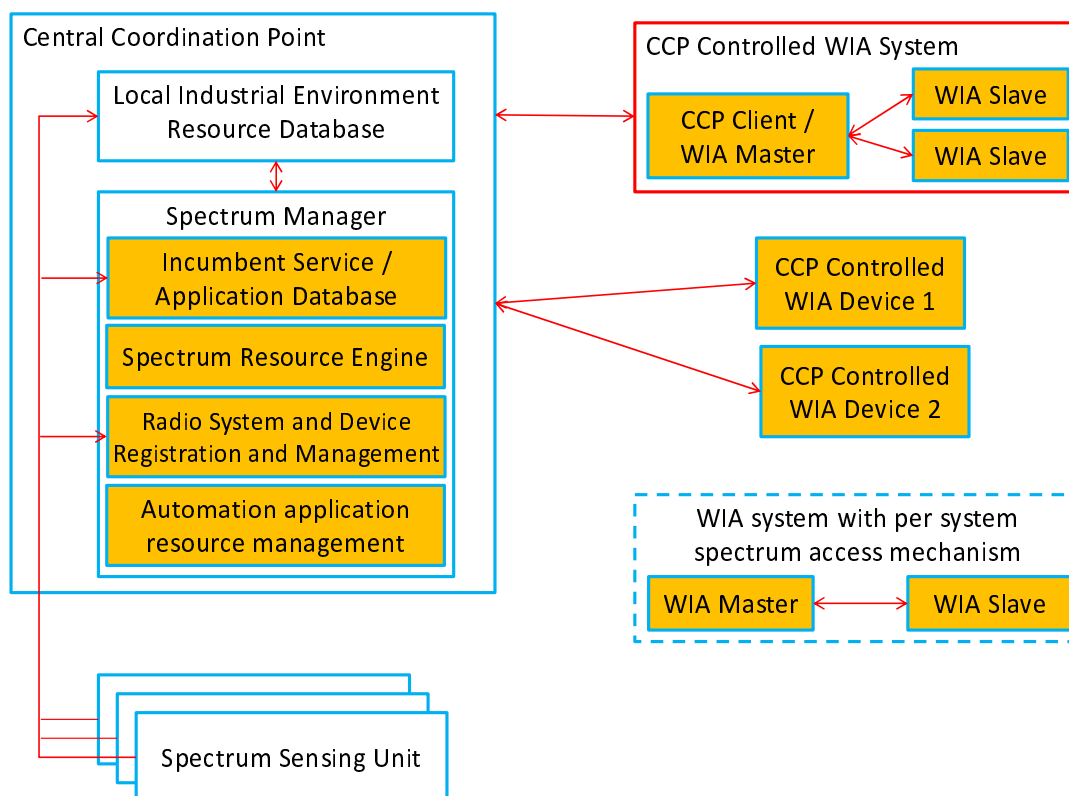 Central Coordination Point
Local Industrial Environment
Resource Database
Spectrum Manager
Incumbent Service /
Application Database
Spectrum Resource Engine
Radio System and Device
Registration and Management
Automation application
resource management
Spectrum Sensing Unit
CCP Controlled WIA System
CCP Client /
WIA Master
WIA Slave
WIA Slave
CCP Controlled
WIA Device 1
CCP Controlled
WIA Device 2
WIA system with per system
spectrum access mechanism
WIA Master
WIA Slave